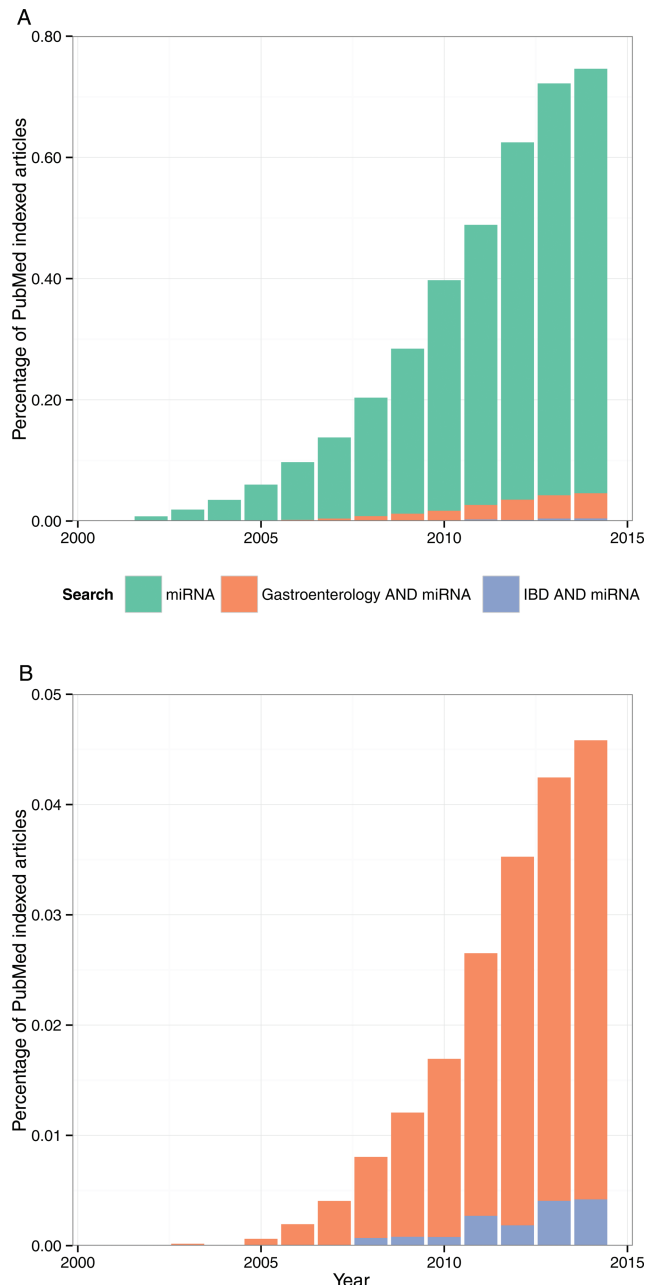 A
Percentage of PubMed indexed articles
0.80
0.60
0.40
0.20
0.00
2000 2005 2010 2015
Search miRNA Gastroenterology AND miRNA IBD AND miRNA
B
Percentage of PubMed indexed articles
0.05
0.04
0.03
0.02
0.01
0.00
2000 2005 2010 2015
Year